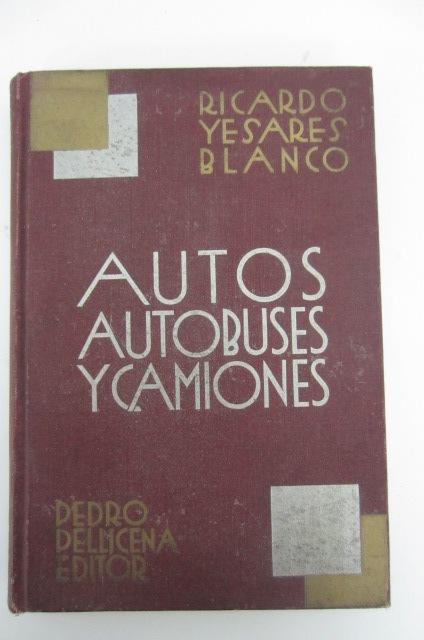 RICARDO
YESARES
BLANCO
AUTOS
AUTOBUSES
Y CAMIONES
PEDRO
PELLICENA
EDITOR